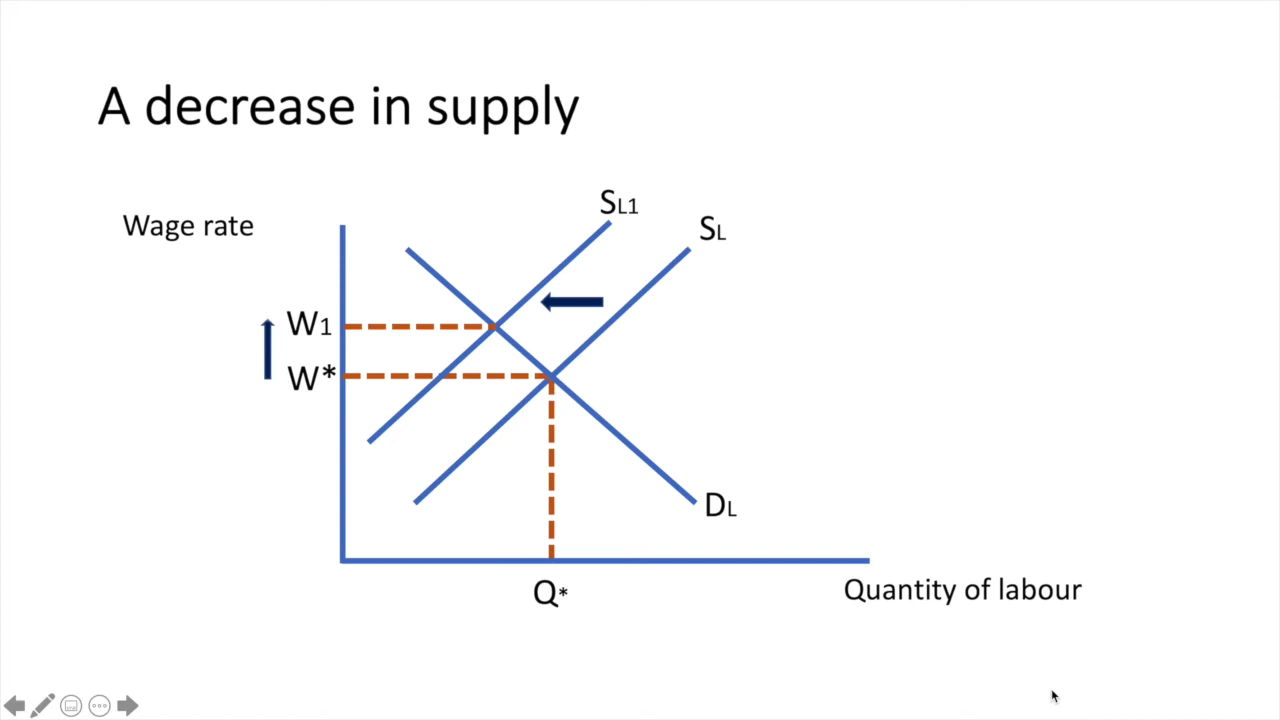 A decrease in supply
Wage rate
SL1
SL
W1
W*
DL
Q*
Quantity of labour